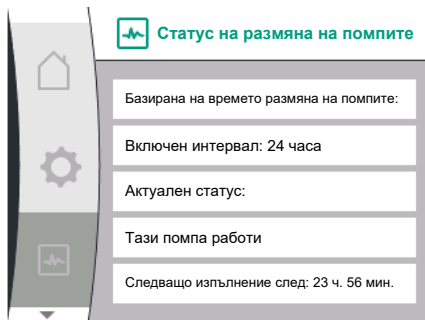 Статус на размяна на помпите
Базирана на времето размяна на помпите:
Включен интервал: 24 часа
Актуален статус:
Тази помпа работи
Следващо изпълнение след: 23 ч. 56 мин.